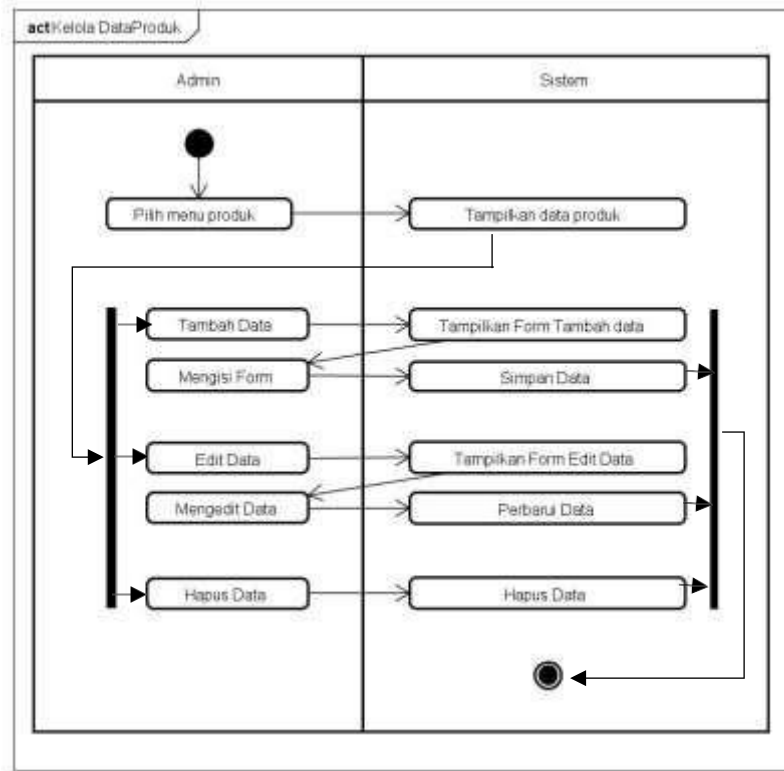 act Kelola DataProduk
Admin
Sistem
Pilih menu produk
Tampilkan data produk
Tambah Data
Tampilkan Form Tambah data
Mengisi Form
Simpan Data
Edit Data
Tampilkan Form Edit Data
Mengedit Data
Perbarui Data
Hapus Data
Hapus Data